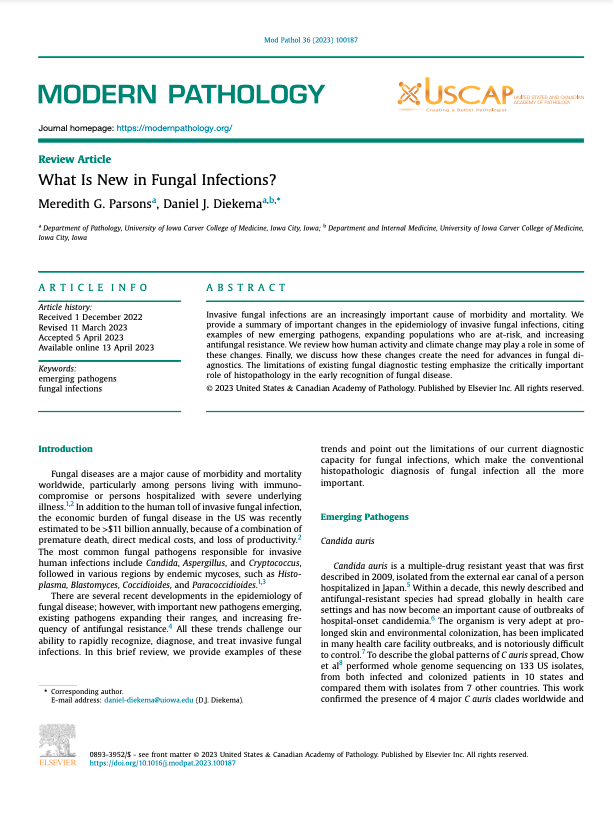 Mod Pathol 36 (2023) 100187
MODERN PATHOLOGY
USCAP
UNITED STATES AND CANADIAN
ACADEMY OF PATHOLOGY
Creating a Better Pathologist
Journal homepage: https://modernpathology.org/
Review Article
What Is New in Fungal Infections?
Meredith G. Parsonsa, Daniel J. Diekemaa,b,*
a Department of Pathology, University of Iowa Carver College of Medicine, Iowa City, Iowa; b Department and Internal Medicine, University of Iowa Carver College of Medicine,
Iowa City, Iowa
ARTICLE INFO
Article history:
Received 1 December 2022
Revised 11 March 2023
Accepted 5 April 2023
Available online 13 April 2023
Keywords:
emerging pathogens
fungal infections
ABSTRACT
Invasive fungal infections are an increasingly important cause of morbidity and mortality. We
provide a summary of important changes in the epidemiology of invasive fungal infections, citing
examples of new emerging pathogens, expanding populations who are at-risk, and increasing
antifungal resistance. We review how human activity and climate change may play a role in some of
these changes. Finally, we discuss how these changes create the need for advances in fungal di-
agnostics. The limitations of existing fungal diagnostic testing emphasize the critically important
role of histopathology in the early recognition of fungal disease.
© 2023 United States & Canadian Academy of Pathology. Published by Elsevier Inc. All rights reserved.
Introduction
Fungal diseases are a major cause of morbidity and mortality
worldwide, particularly among persons living with immuno-
compromise or persons hospitalized with severe underlying
illness.1,2 In addition to the human toll of invasive fungal infection,
the economic burden of fungal disease in the US was recently
estimated to be >$11 billion annually, because of a combination of
premature death, direct medical costs, and loss of productivity.2
The most common fungal pathogens responsible for invasive
human infections include Candida, Aspergillus, and Cryptococcus,
followed in various regions by endemic mycoses, such as Histo-
plasma, Blastomyces, Coccidioides, and Paracoccidioides.1,3
There are several recent developments in the epidemiology of
fungal disease; however, with important new pathogens emerging,
existing pathogens expanding their ranges, and increasing fre-
quency of antifungal resistance.4 All these trends challenge our
ability to rapidly recognize, diagnose, and treat invasive fungal
infections. In this brief review, we provide examples of these
* Corresponding author.
E-mail address: daniel-diekema@uiowa.edu (D.J. Diekema).
trends and point out the limitations of our current diagnostic
capacity for fungal infections, which make the conventional
histopathologic diagnosis of fungal infection all the more
important.
Emerging Pathogens
Candida auris
Candida auris is a multiple-drug resistant yeast that was first
described in 2009, isolated from the external ear canal of a person
hospitalized in Japan.5 Within a decade, this newly described and
antifungal-resistant species had spread globally in health care
settings and has now become an important cause of outbreaks of
hospital-onset candidemia.6 The organism is very adept at pro-
longed skin and environmental colonization, has been implicated
in many health care facility outbreaks, and is notoriously difficult
to control.7 To describe the global patterns of C auris spread, Chow
et al8 performed whole genome sequencing on 133 US isolates,
from both infected and colonized patients in 10 states and
compared them with isolates from 7 other countries. This work
confirmed the presence of 4 major C auris clades worldwide and
ELSEVIER
0893-3952/$ - see front matter © 2023 United States & Canadian Academy of Pathology. Published by Elsevier Inc. All rights reserved.
https://doi.org/10.1016/j.modpat.2023.100187